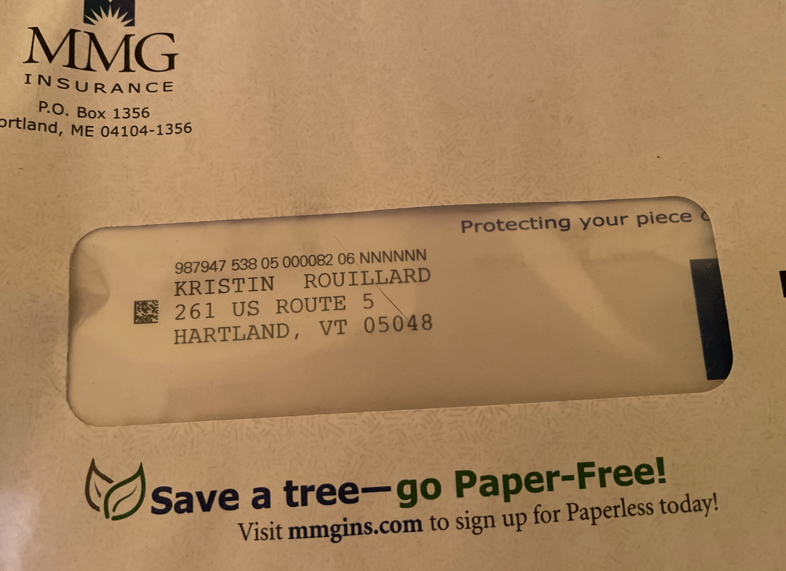 MMG
INSURANCE
P.O. Box 1356
ortland, ME 04104-1356
Protecting your piece
987947 538 05 000082 06 NNNNNN
KRISTIN ROUILLARD
261 US ROUTE 5
HARTLAND, VT 05048
Save a tree—go Paper-Free!
Visit mmgins.com to sign up for Paperless today!